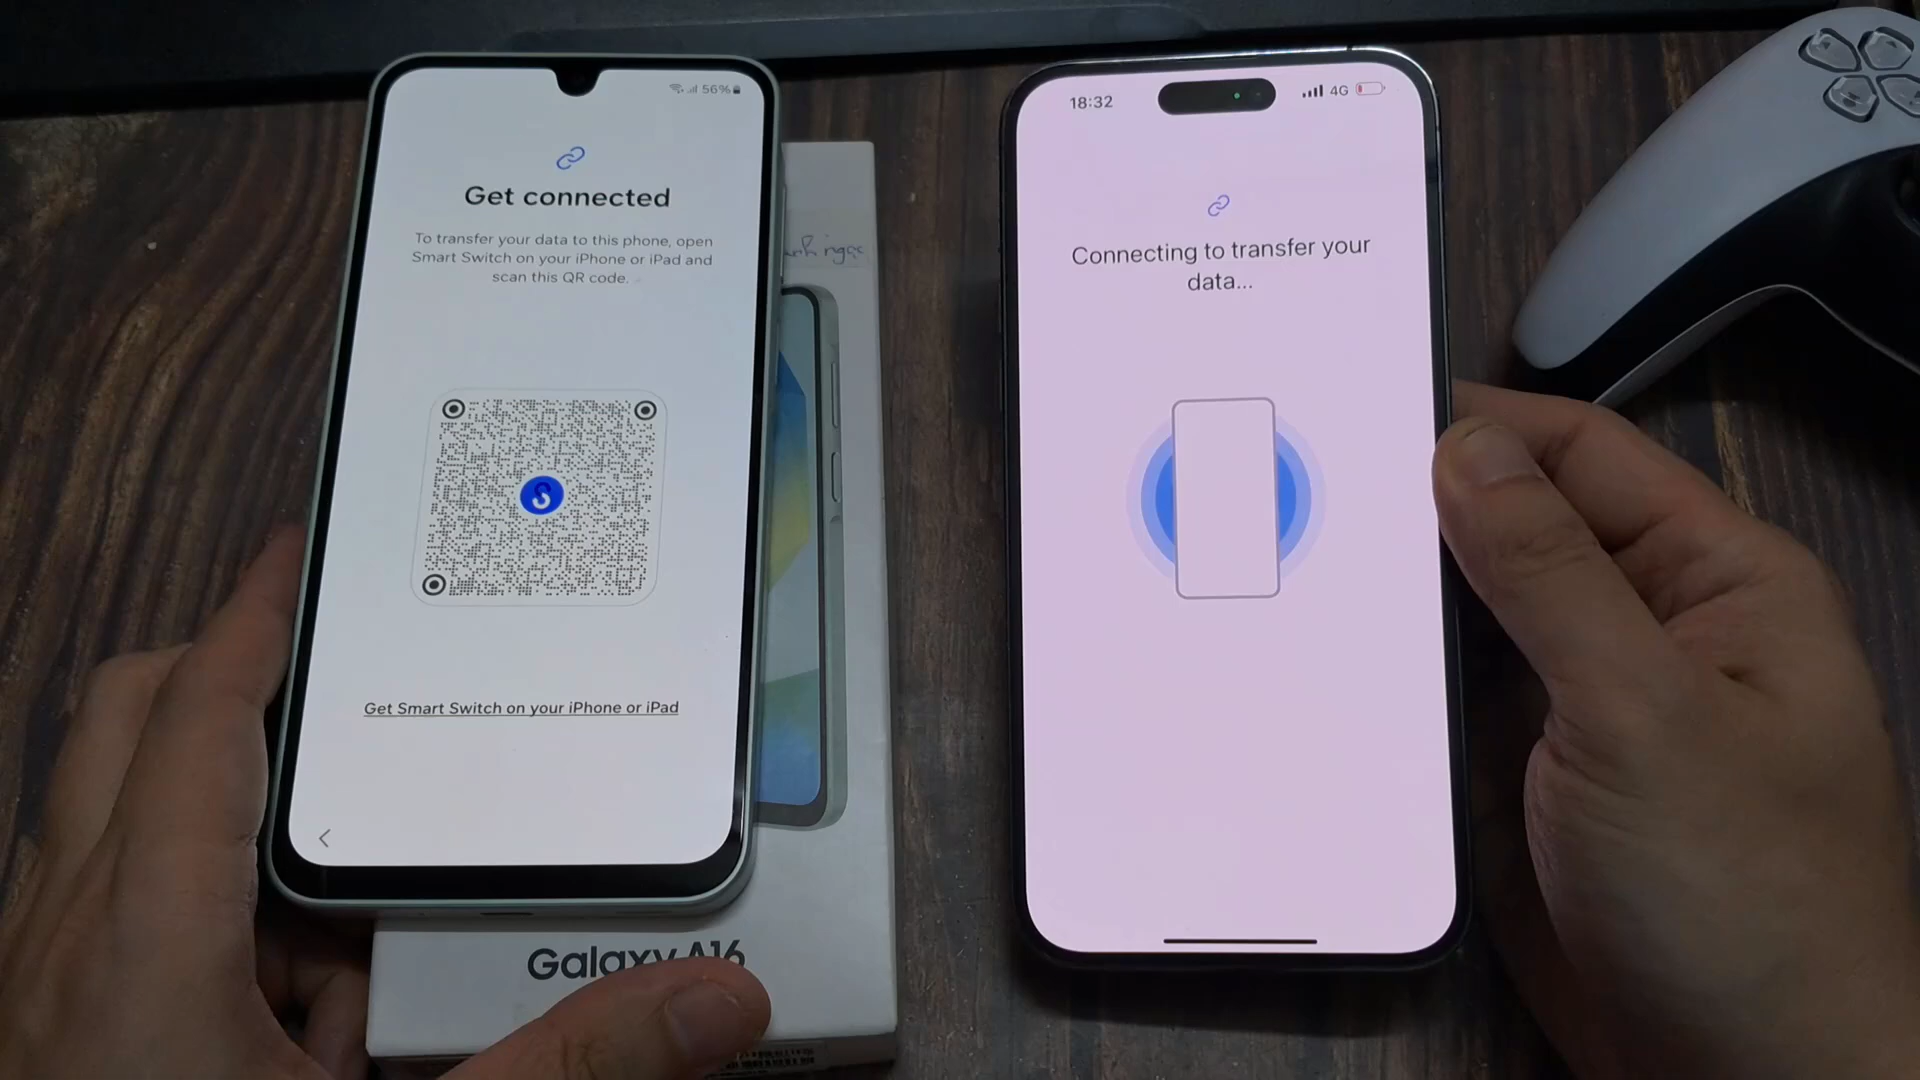 56%
Get connected
To transfer your data to this phone, open
Smart Switch on your iPhone or iPad and
scan this QR code.
Get Smart Switch on your iPhone or iPad
Galaxy A16
18:32
4G
Connecting to transfer your
data...